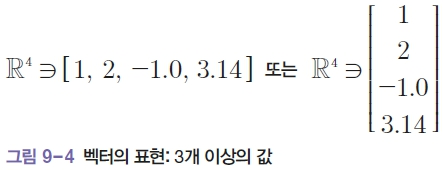 ℝ⁴ ∋ [1, 2, −1.0, 3.14] 또는 ℝ⁴ ∋ [1
2
−1.0
3.14]
그림 9-4 벡터의 표현: 3개 이상의 값